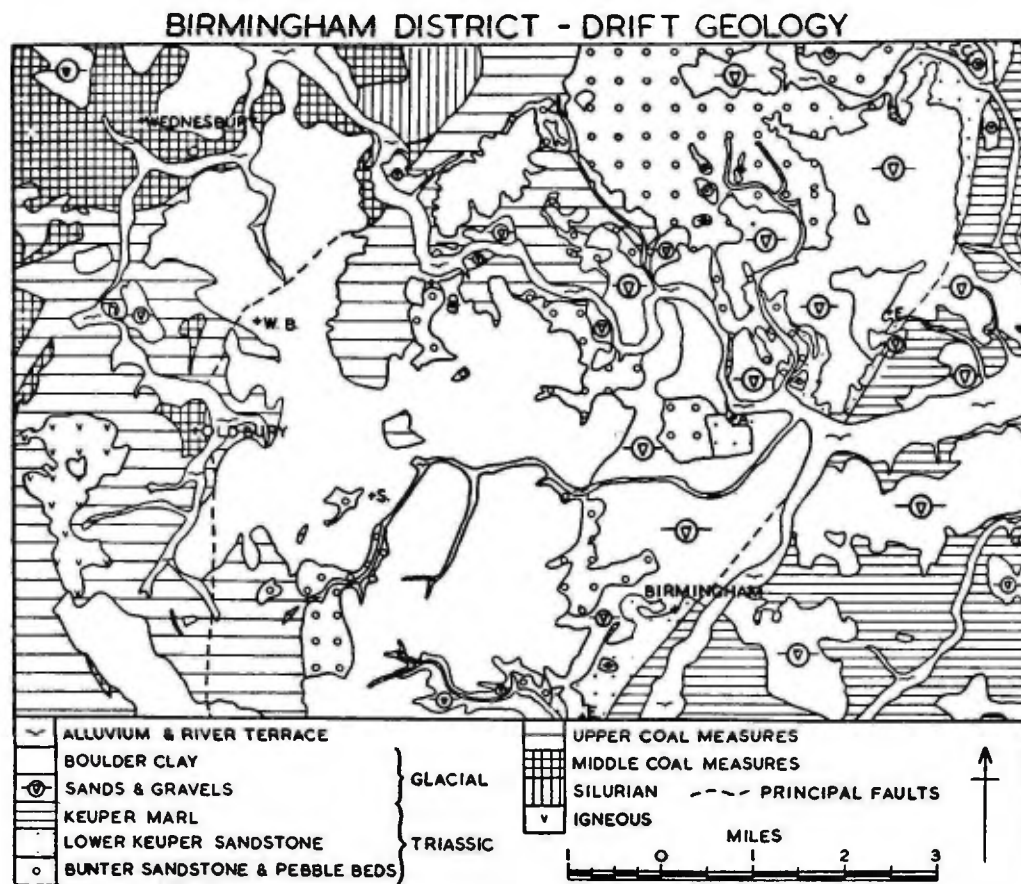 BIRMINGHAM DISTRICT - DRIFT GEOLOGY
WEDNESBURY
W. B.
E.
OLDBURY
A.
S.
BIRMINGHAM
E.
ALLUVIUM & RIVER TERRACE
BOULDER CLAY
SANDS & GRAVELS
GLACIAL
KEUPER MARL
LOWER KEUPER SANDSTONE
BUNTER SANDSTONE & PEBBLE BEDS
TRIASSIC
UPPER COAL MEASURES
MIDDLE COAL MEASURES
SILURIAN
PRINCIPAL FAULTS
v IGNEOUS
MILES
1 0 1 2 3